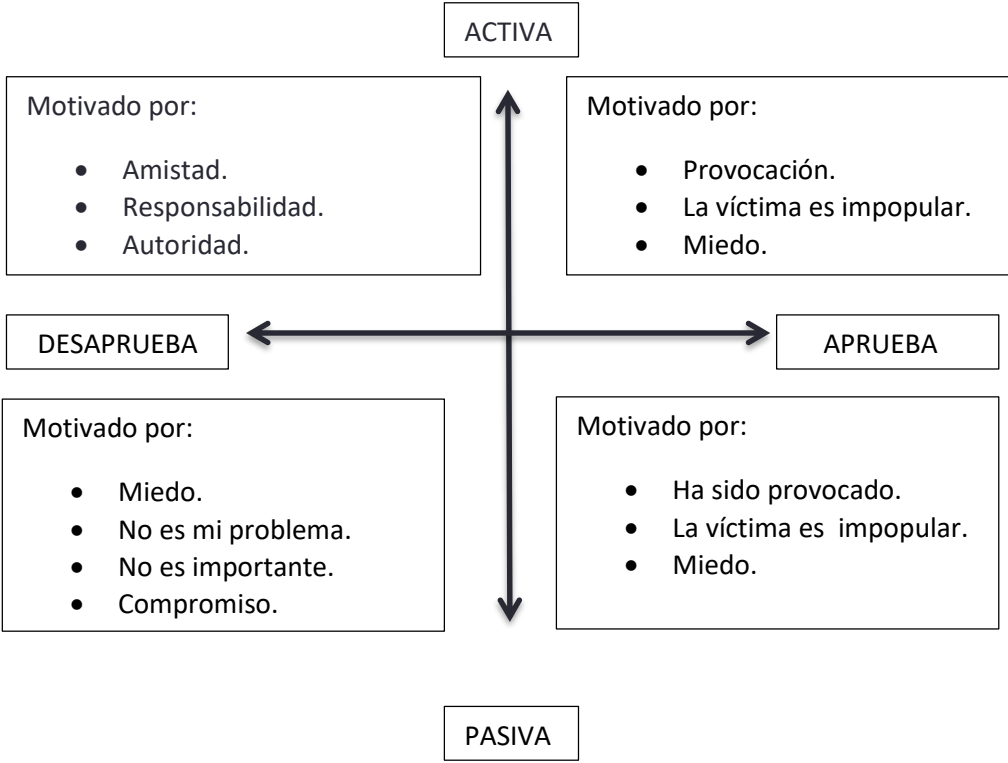 ACTIVA
Motivado por:
• Amistad.
• Responsabilidad.
• Autoridad.
Motivado por:
• Provocación.
• La víctima es impopular.
• Miedo.
DESAPRUEBA
APRUEBA
Motivado por:
• Miedo.
• No es mi problema.
• No es importante.
• Compromiso.
Motivado por:
• Ha sido provocado.
• La víctima es  impopular.
• Miedo.
PASIVA